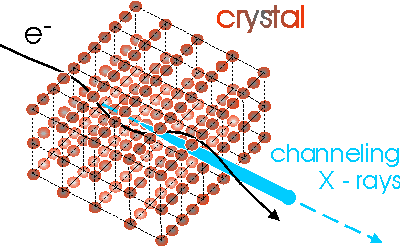 crystal
e⁻
channeling
X - rays